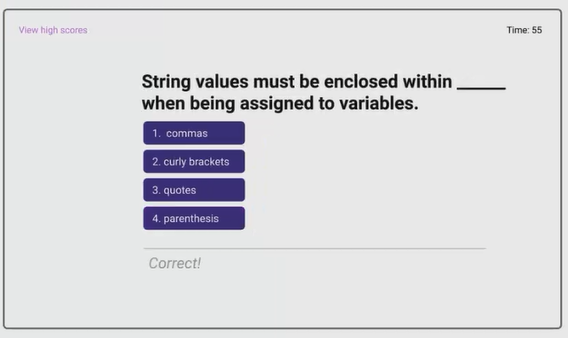 View high scores
Time: 55
String values must be enclosed within _____
when being assigned to variables.
1. commas
2. curly brackets
3. quotes
4. parenthesis
Correct!